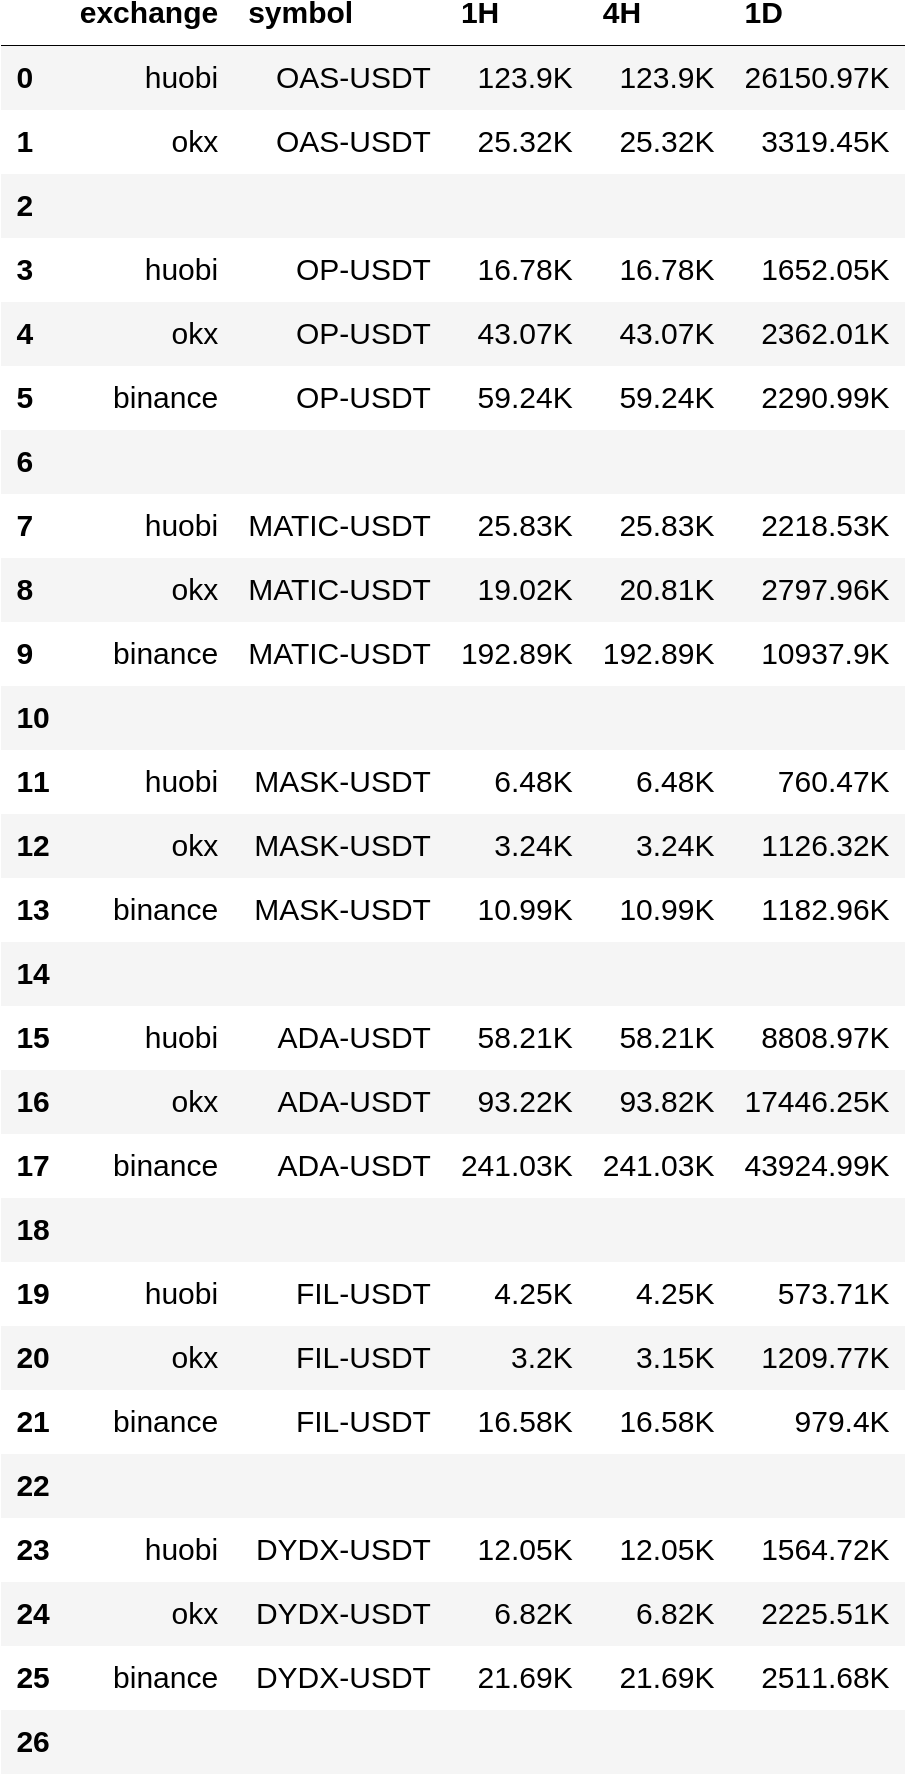 exchange symbol 1H 4H 1D
0 huobi OAS-USDT 123.9K 123.9K 26150.97K
1 okx OAS-USDT 25.32K 25.32K 3319.45K
2
3 huobi OP-USDT 16.78K 16.78K 1652.05K
4 okx OP-USDT 43.07K 43.07K 2362.01K
5 binance OP-USDT 59.24K 59.24K 2290.99K
6
7 huobi MATIC-USDT 25.83K 25.83K 2218.53K
8 okx MATIC-USDT 19.02K 20.81K 2797.96K
9 binance MATIC-USDT 192.89K 192.89K 10937.9K
10
11 huobi MASK-USDT 6.48K 6.48K 760.47K
12 okx MASK-USDT 3.24K 3.24K 1126.32K
13 binance MASK-USDT 10.99K 10.99K 1182.96K
14
15 huobi ADA-USDT 58.21K 58.21K 8808.97K
16 okx ADA-USDT 93.22K 93.82K 17446.25K
17 binance ADA-USDT 241.03K 241.03K 43924.99K
18
19 huobi FIL-USDT 4.25K 4.25K 573.71K
20 okx FIL-USDT 3.2K 3.15K 1209.77K
21 binance FIL-USDT 16.58K 16.58K 979.4K
22
23 huobi DYDX-USDT 12.05K 12.05K 1564.72K
24 okx DYDX-USDT 6.82K 6.82K 2225.51K
25 binance DYDX-USDT 21.69K 21.69K 2511.68K
26